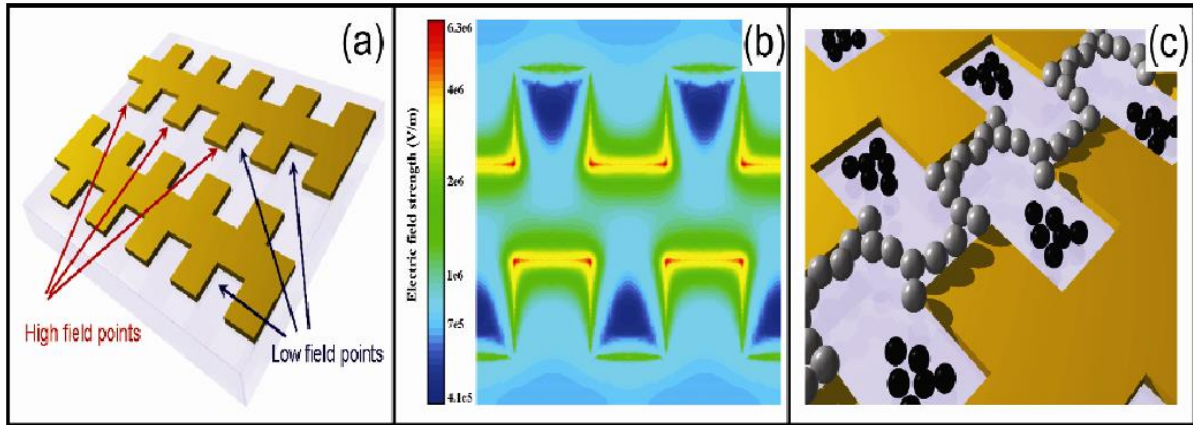 (a)
High field points
Low field points
(b)
Electric field strength (V/m)
6.3e6
4e6
2e6
1e6
7e5
4.1e5
(c)